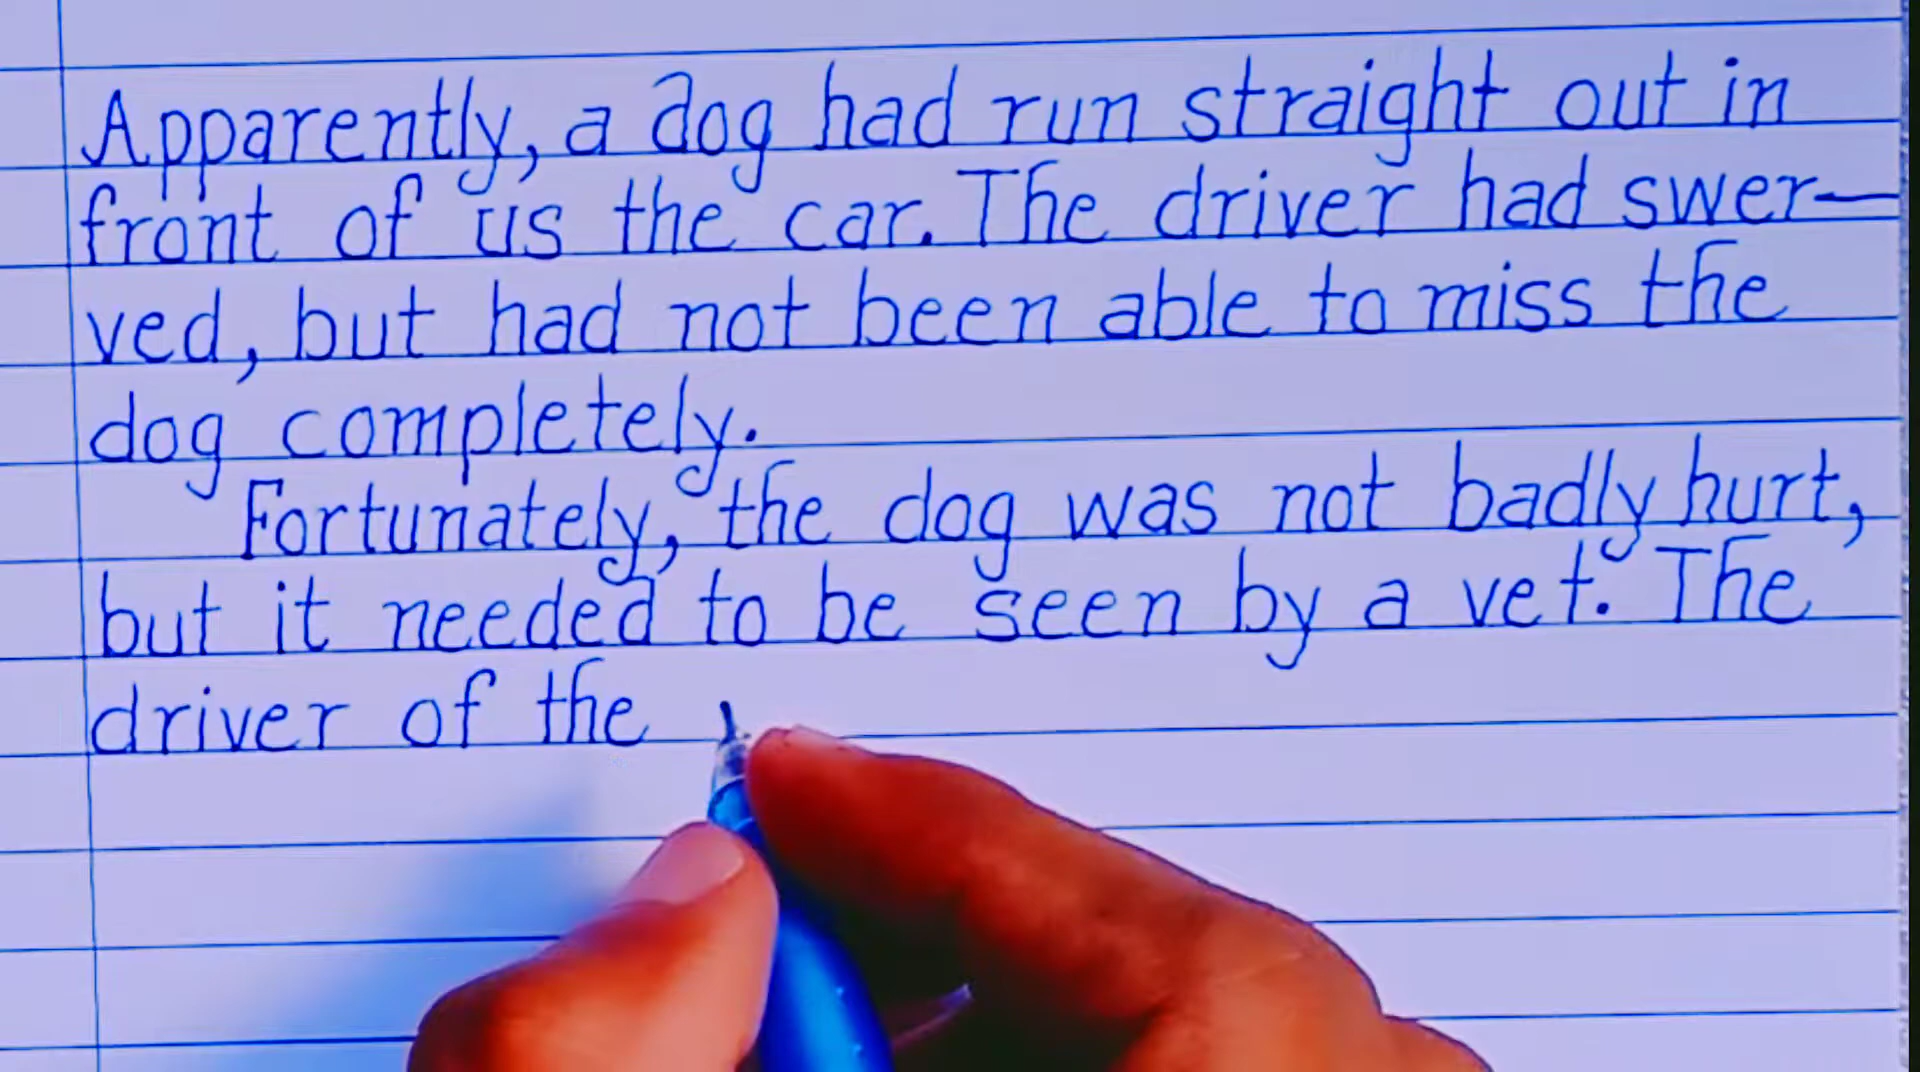 Apparently, a dog had run straight out in
front of us the car. The driver had swer-
ved, but had not been able to miss the
dog completely.
Fortunately, the dog was not badly hurt,
but it needed to be seen by a vet. The
driver of the